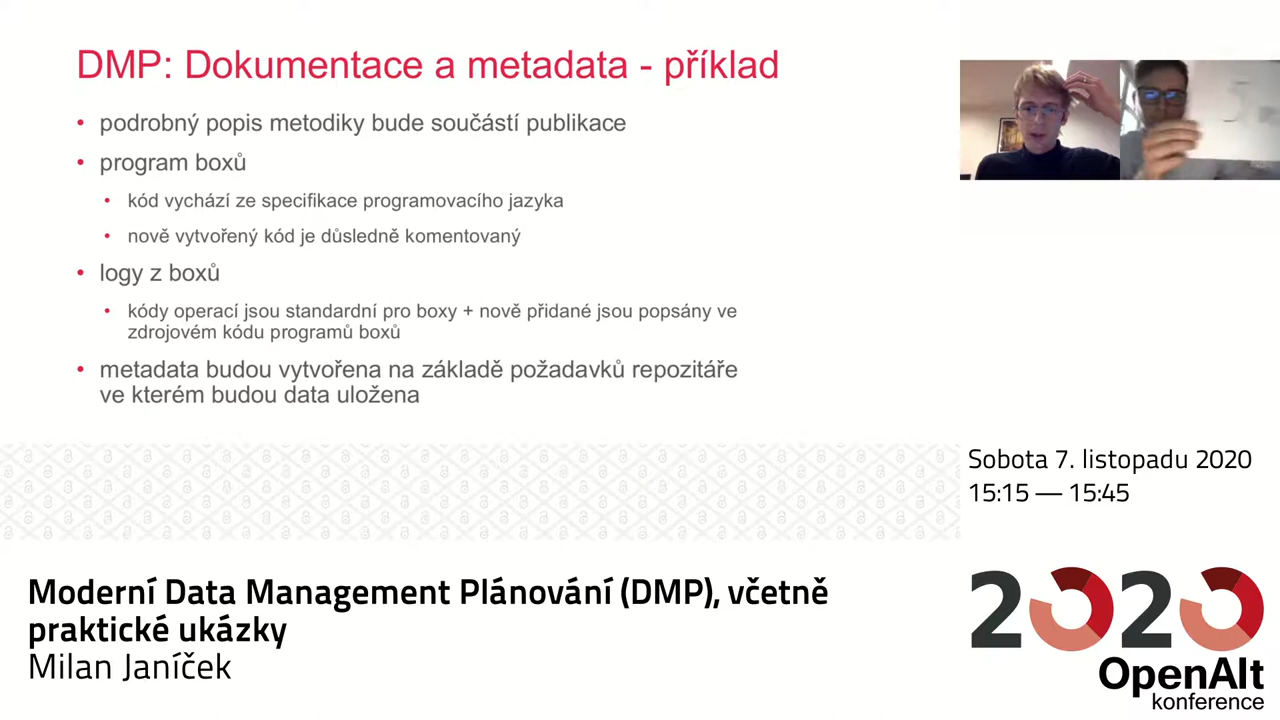 DMP: Dokumentace a metadata - příklad
• podrobný popis metodiky bude součástí publikace
• program boxů
• kód vychází ze specifikace programovacího jazyka
• nově vytvořený kód je důsledně komentovaný
• logy z boxů
• kódy operací jsou standardní pro boxy + nově přidané jsou popsány ve
zdrojovém kódu programů boxů
• metadata budou vytvořena na základě požadavků repozitáře
ve kterém budou data uložena
Sobota 7. listopadu 2020
15:15 — 15:45
Moderní Data Management Plánování (DMP), včetně
praktické ukázky
Milan Janíček
2020
OpenAlt
konference